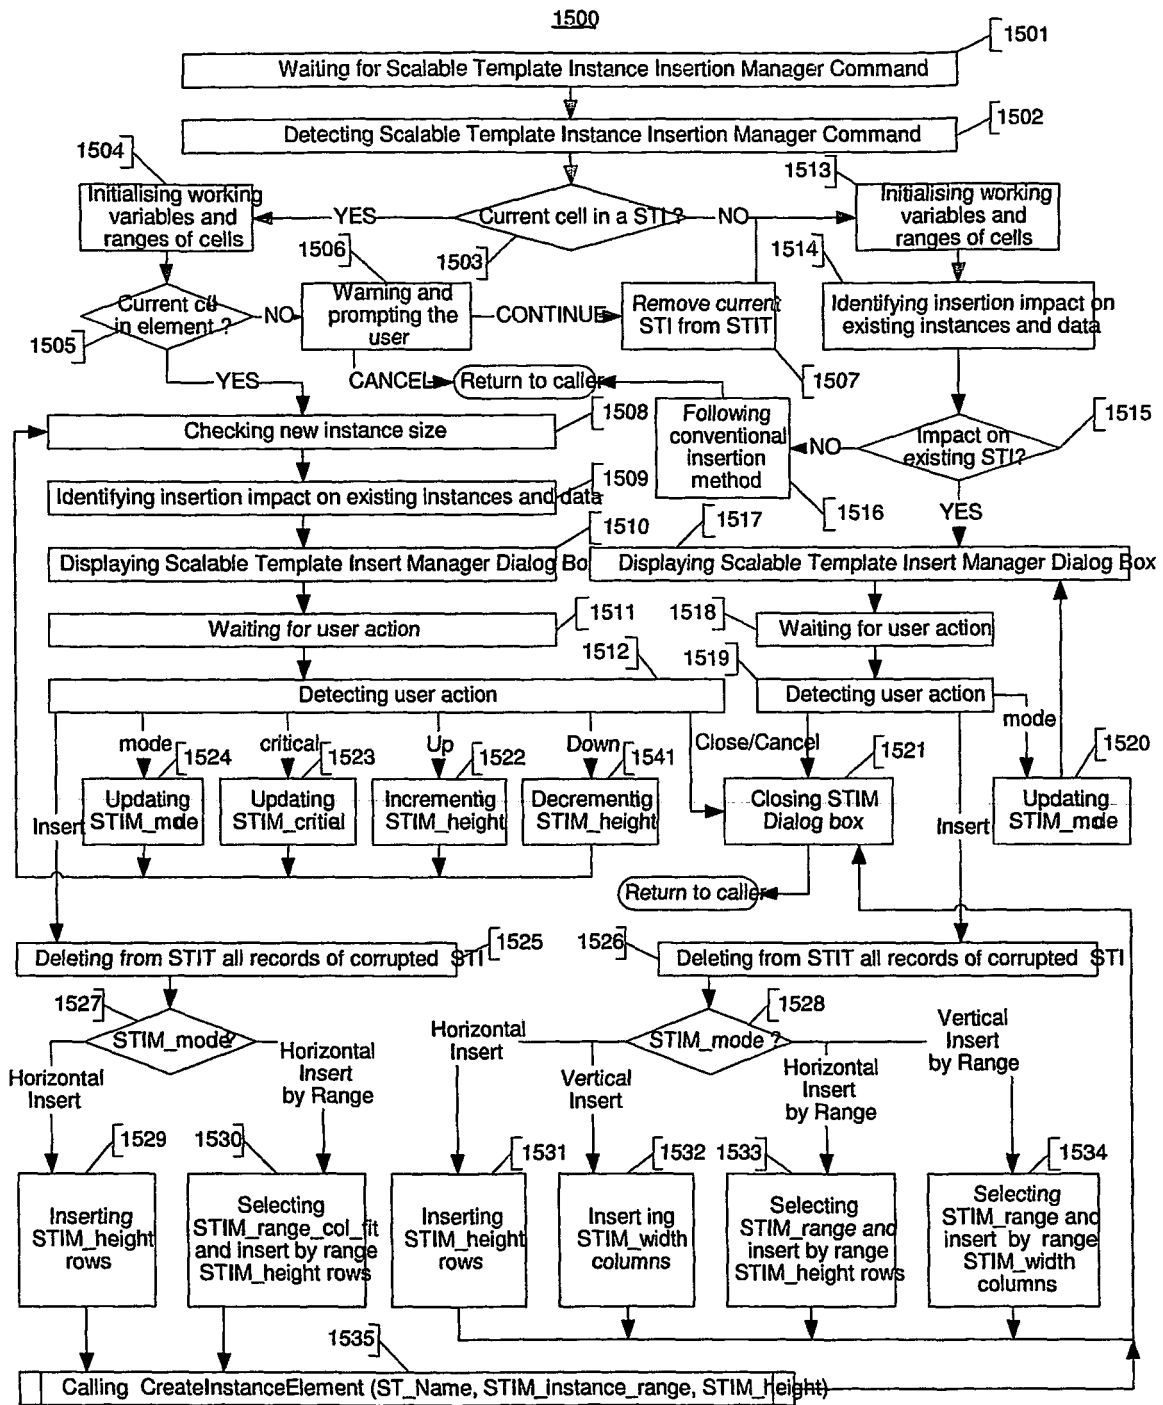 1500
1501
Waiting for Scalable Template Instance Insertion Manager Command
1502
Detecting Scalable Template Instance Insertion Manager Command
1504
1513
Initialising working
variables and
ranges of cells
YES
Current cell in a STI ?
NO
Initialising working
variables and
ranges of cells
1506
1503
1514
Current cell
in element ?
NO
Warning and
prompting the
user
CONTINUE
Remove current
STI from STIT
Identifying insertion impact on
existing instances and data
1505
YES
CANCEL
Return to caller
1507
1508
Checking new instance size
Following
conventional
insertion
method
NO
Impact on
existing STI?
1515
1509
Identifying insertion impact on existing instances and data
1516
YES
1510
1517
Displaying Scalable Template Insert Manager Dialog Bo
Displaying Scalable Template Insert Manager Dialog Box
1511
Waiting for user action
1518
Waiting for user action
1512
1519
Detecting user action
Detecting user action
mode
mode
critical
Up
Down
Close/Cancel
1524
1523
1522
1541
1521
1520
Insert
Updating
STIM_mde
Updating
STIM_critial
Incrementig
STIM_height
Decrementig
STIM_height
Closing STIM
Dialog box
Insert
Updating
STIM_mde
Return to caller
1525
1526
Deleting from STIT all records of corrupted STI
Deleting from STIT all records of corrupted STI
1527
1528
STIM_mode?
STIM_mode ?
Horizontal
Insert
Horizontal
Insert
by Range
Horizontal
Insert
Vertical
Insert
Horizontal
Insert
by Range
Vertical
Insert
by Range
1529
1530
1531
1532
1533
1534
Inserting
STIM_height
rows
Selecting
STIM_range_col_fit
and insert by range
STIM_height rows
Inserting
STIM_height
rows
Insert ing
STIM_width
columns
Selecting
STIM_range and
insert by range
STIM_height rows
Selecting
STIM_range and
insert by range
STIM_width
columns
1535
Calling CreateInstanceElement (ST_Name, STIM_instance_range, STIM_height)